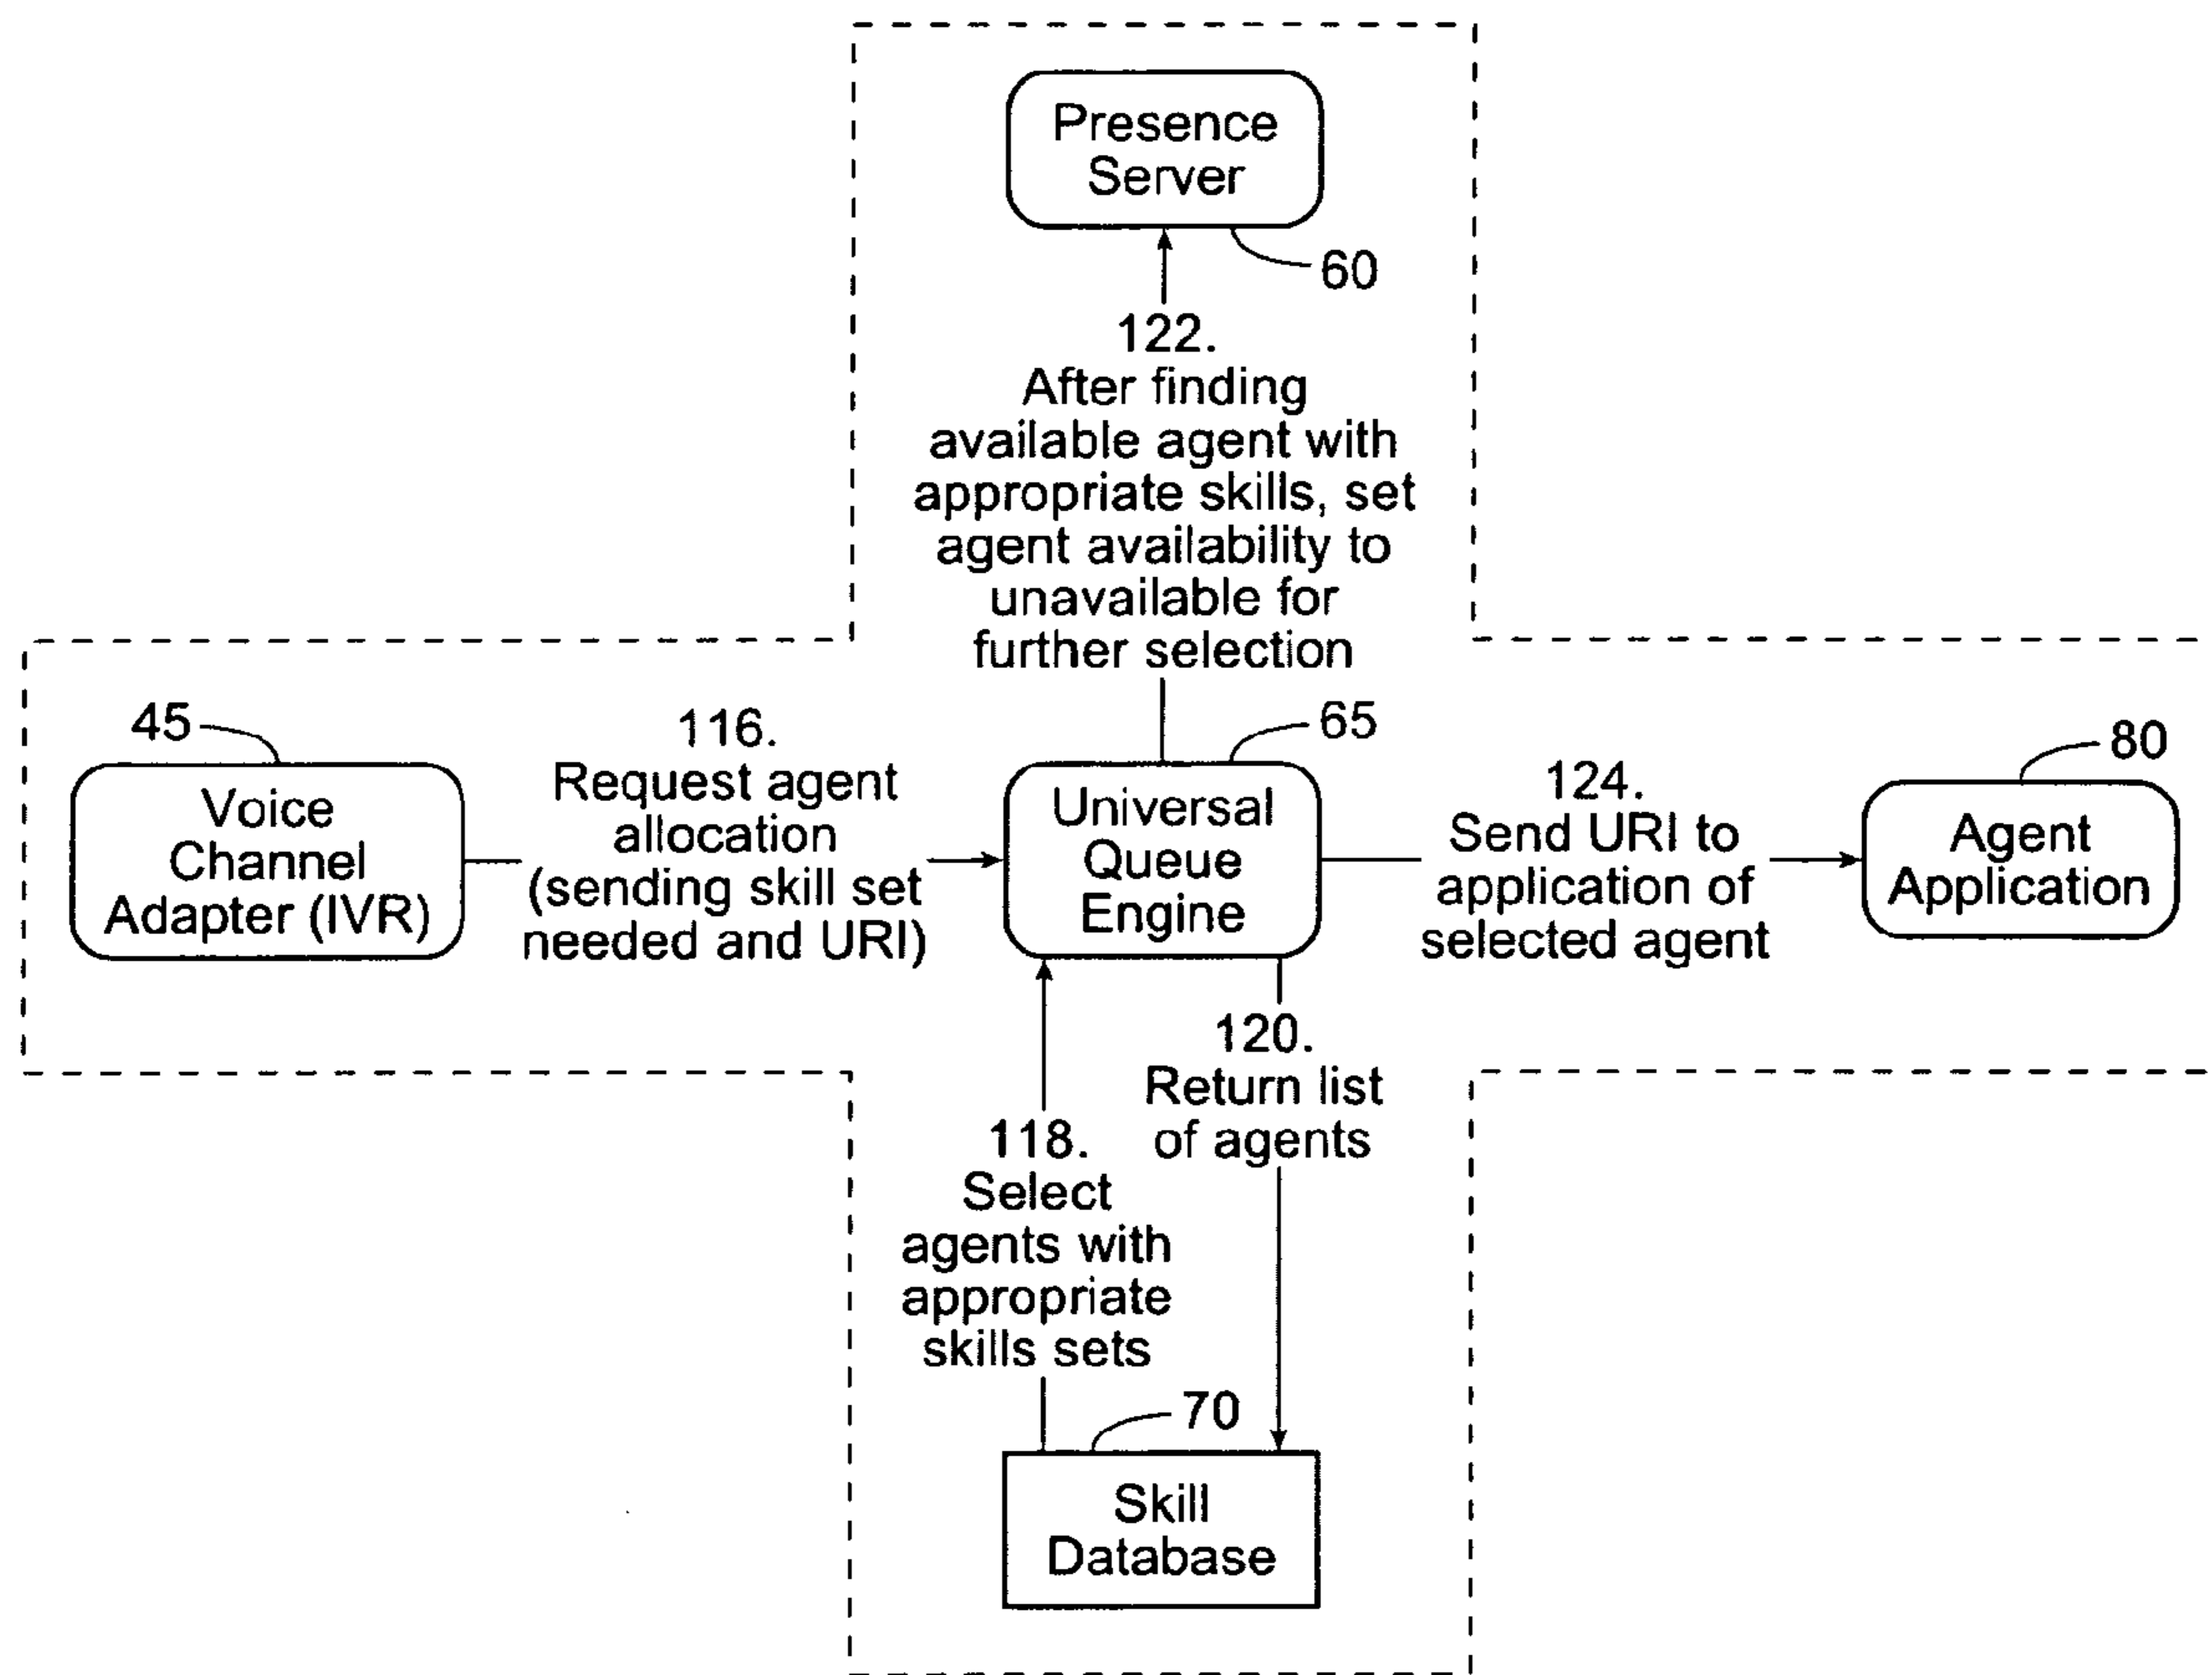 Presence
Server
60
122.
After finding
available agent with
appropriate skills, set
agent availability to
unavailable for
further selection
45
Voice
Channel
Adapter (IVR)
116.
Request agent
allocation
(sending skill set
needed and URI)
65
Universal
Queue
Engine
124.
Send URI to
application of
selected agent
80
Agent
Application
120.
Return list
of agents
118.
Select
agents with
appropriate
skills sets
70
Skill
Database